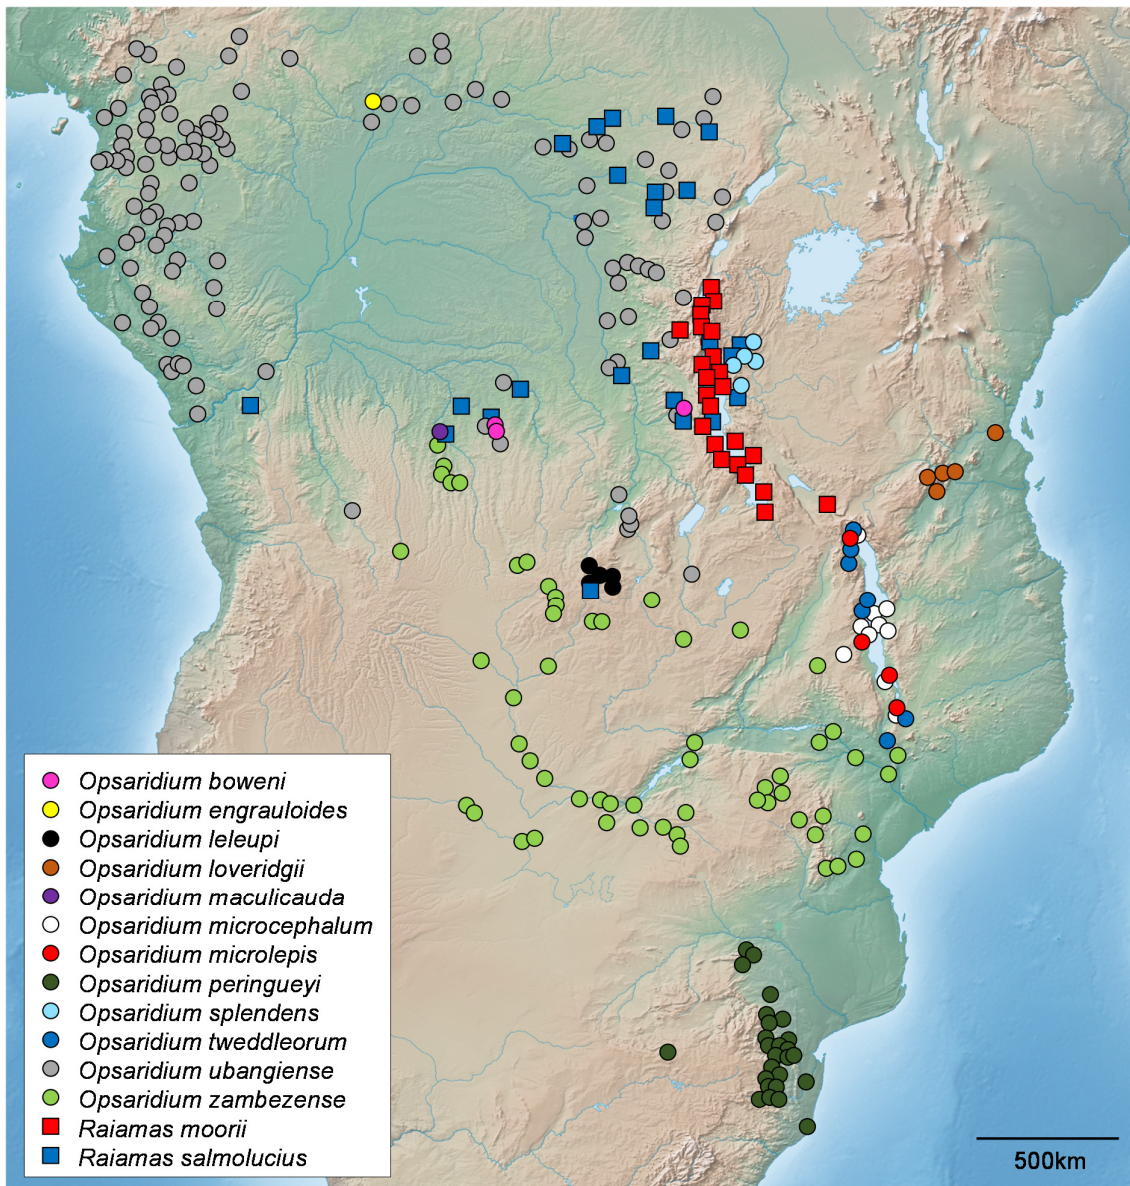 Opsaridium boweni
Opsaridium engrauloides
Opsaridium leleupi
Opsaridium loveridgii
Opsaridium maculicauda
Opsaridium microcephalum
Opsaridium microlepis
Opsaridium peringueyi
Opsaridium splendens
Opsaridium tweddleorum
Opsaridium ubangiense
Opsaridium zambezense
Raiamas moorii
Raiamas salmolucius
500km